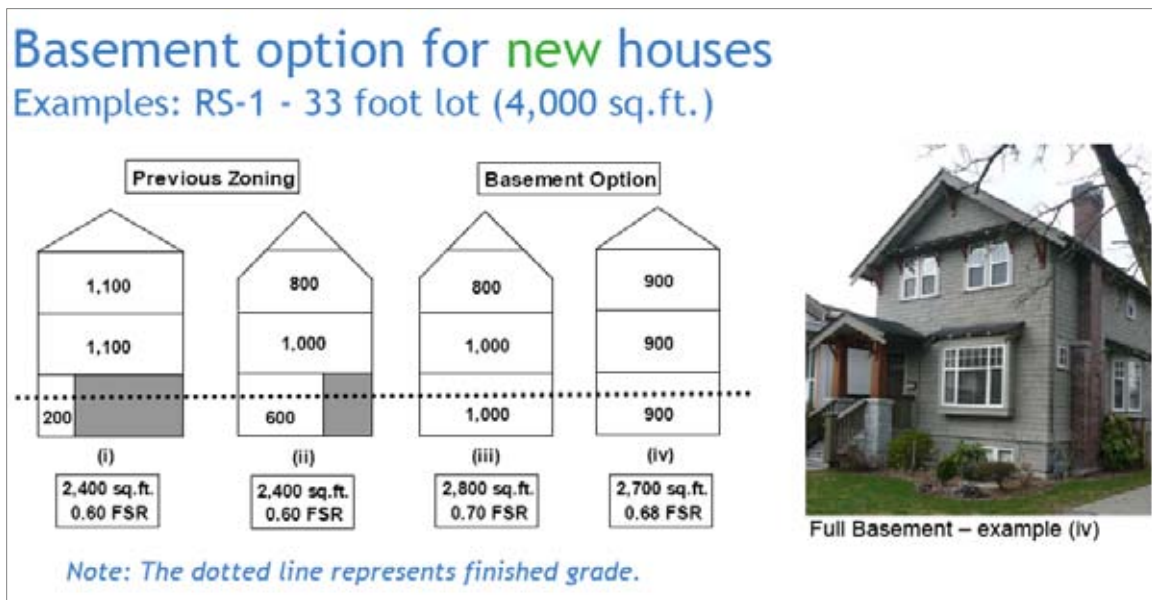 Basement option for new houses
Examples: RS-1 - 33 foot lot (4,000 sq.ft.)
Previous Zoning
Basement Option
1,100
1,100
200
(i)
2,400 sq.ft.
0.60 FSR
800
1,000
600
(ii)
2,400 sq.ft.
0.60 FSR
800
1,000
1,000
(iii)
2,800 sq.ft.
0.70 FSR
900
900
900
(iv)
2,700 sq.ft.
0.68 FSR
Full Basement – example (iv)
Note: The dotted line represents finished grade.